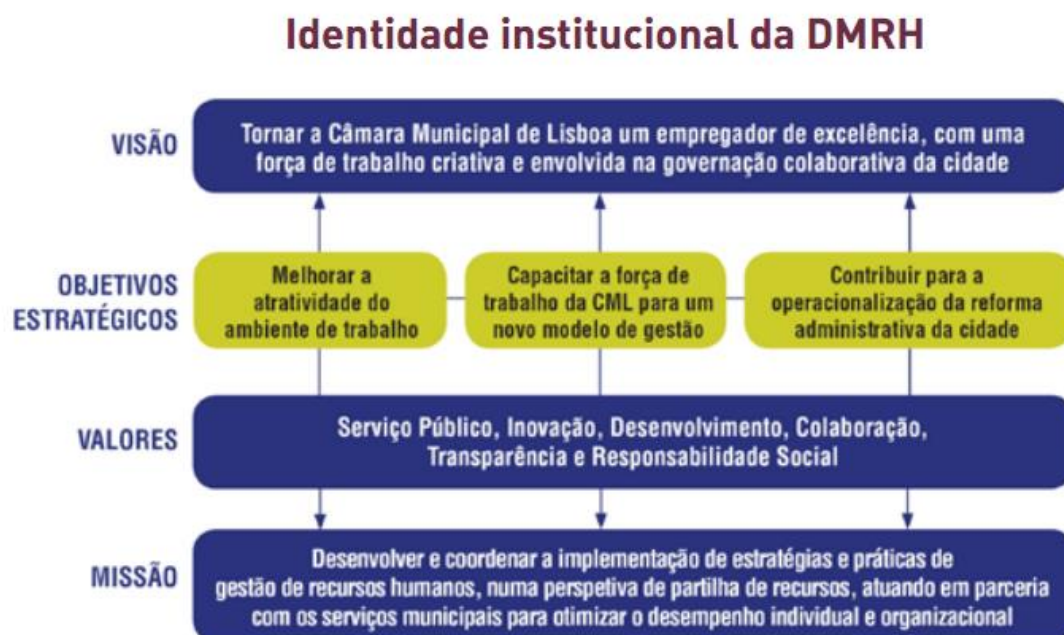 Identidade institucional da DMRH
VISÃO
Tornar a Câmara Municipal de Lisboa um empregador de excelência, com uma
força de trabalho criativa e envolvida na governação colaborativa da cidade
OBJETIVOS
ESTRATÉGICOS
Melhorar a
atratividade do
ambiente de trabalho
Capacitar a força de
trabalho da CML para um
novo modelo de gestão
Contribuir para a
operacionalização da reforma
administrativa da cidade
VALORES
Serviço Público, Inovação, Desenvolvimento, Colaboração,
Transparência e Responsabilidade Social
MISSÃO
Desenvolver e coordenar a implementação de estratégias e práticas de
gestão de recursos humanos, numa perspetiva de partilha de recursos, atuando em parceria
com os serviços municipais para otimizar o desempenho individual e organizacional